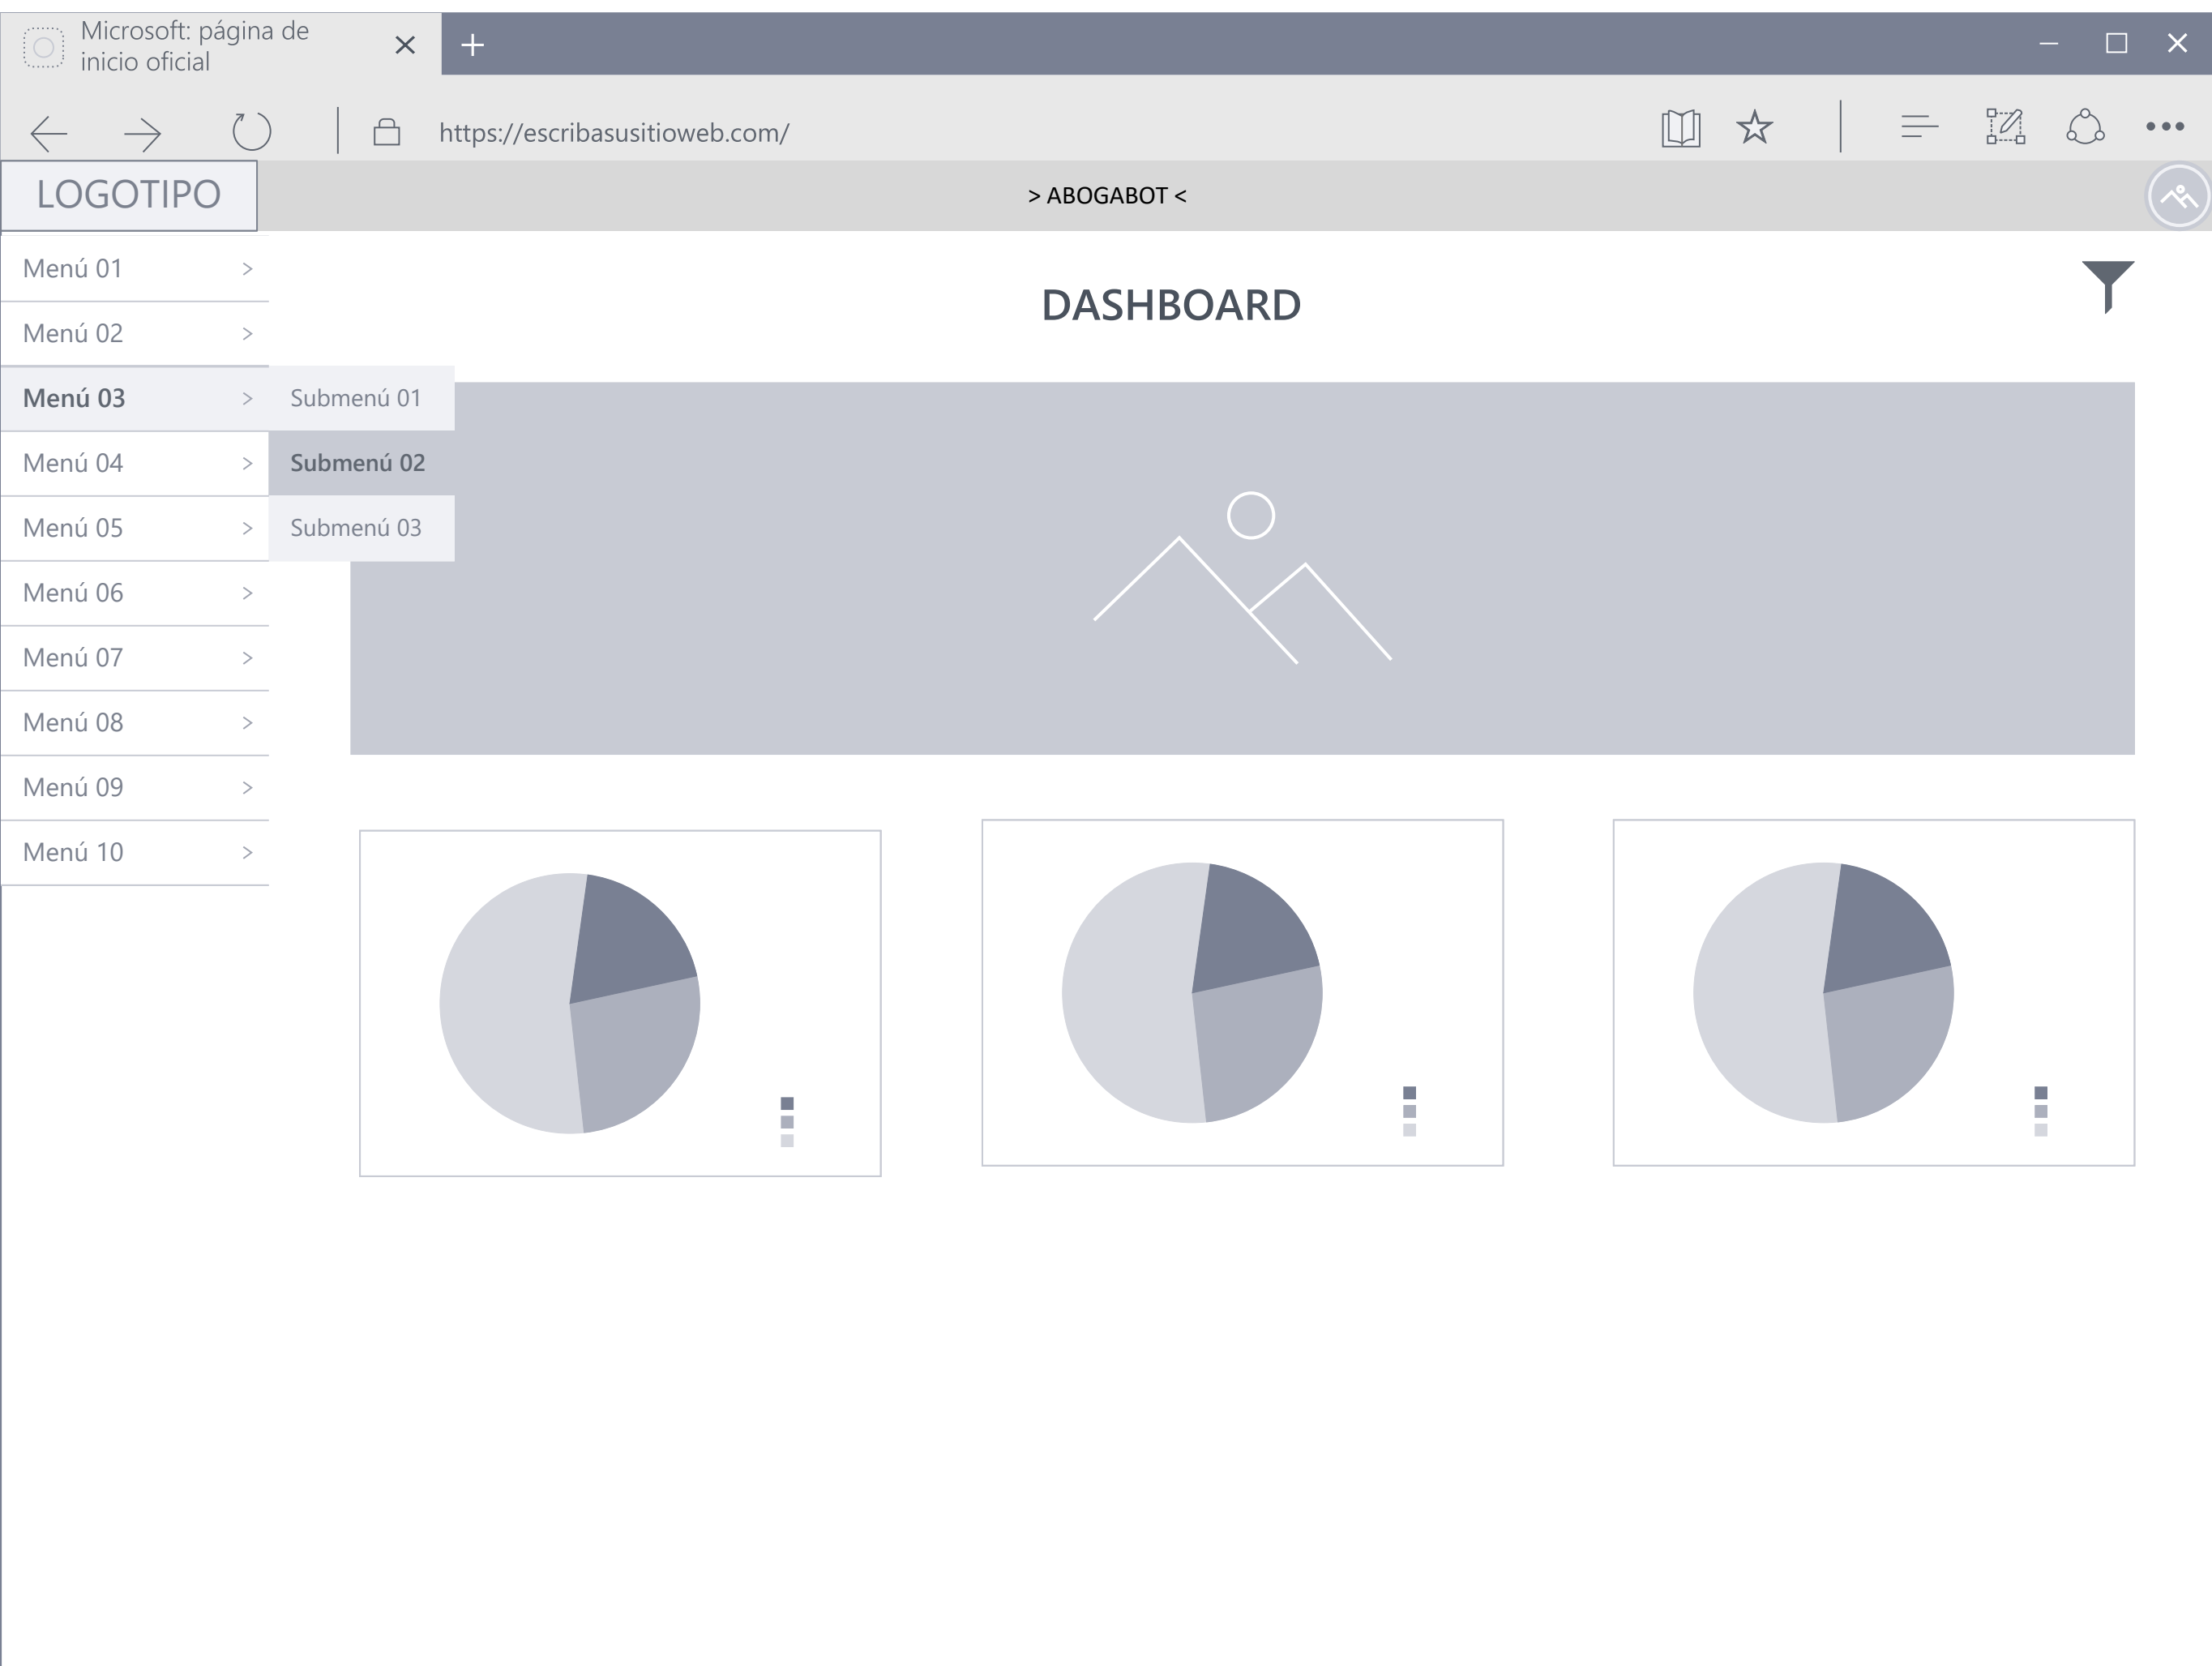 Microsoft: página de
inicio oficial
https://escribasusitioweb.com/
LOGOTIPO
> ABOGABOT <
DASHBOARD
Menú 01 >
Menú 02 >
Menú 03 >
Submenú 01
Menú 04 >
Submenú 02
Menú 05 >
Submenú 03
Menú 06 >
Menú 07 >
Menú 08 >
Menú 09 >
Menú 10 >